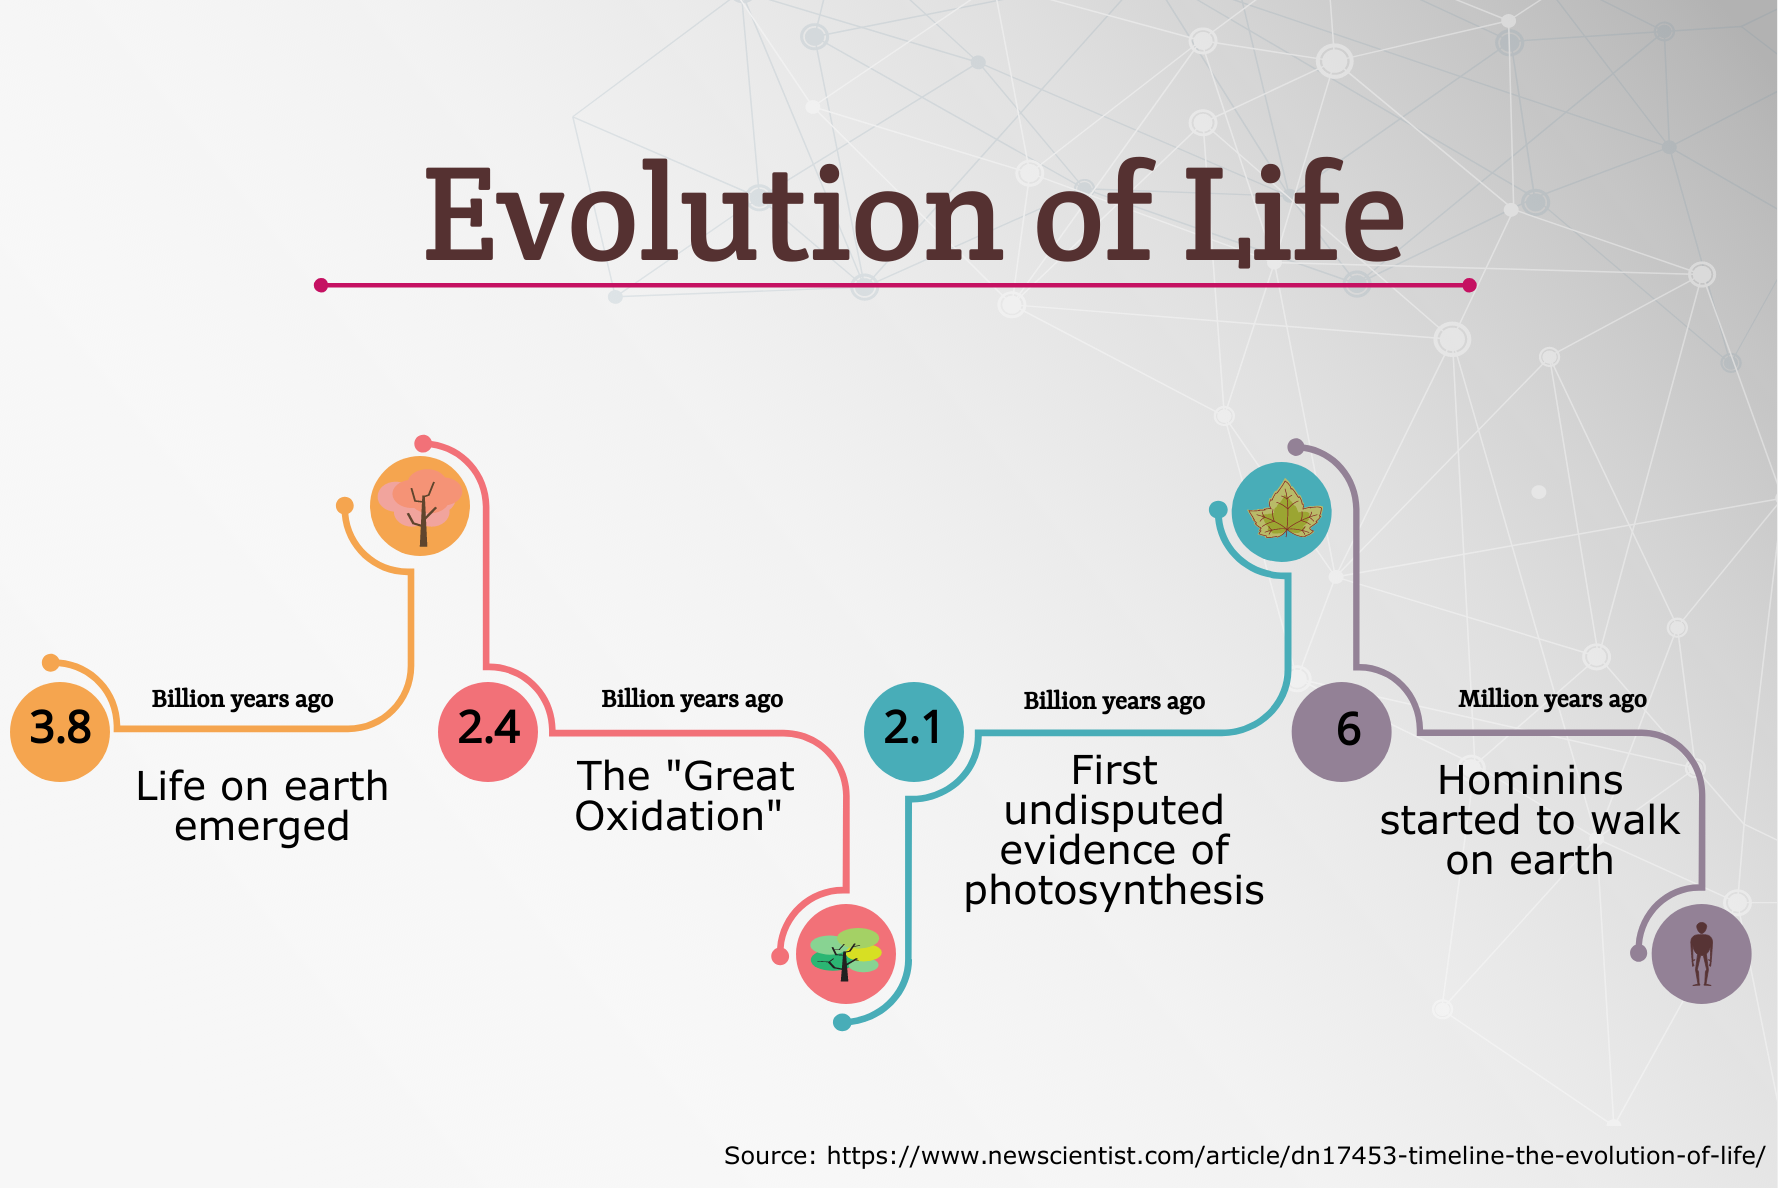 Evolution of Life
3.8
Billion years ago
Life on earth
emerged
2.4
Billion years ago
The "Great
Oxidation"
2.1
Billion years ago
First
undisputed
evidence of
photosynthesis
6
Million years ago
Hominins
started to walk
on earth
Source: https://www.newscientist.com/article/dn17453-timeline-the-evolution-of-life/